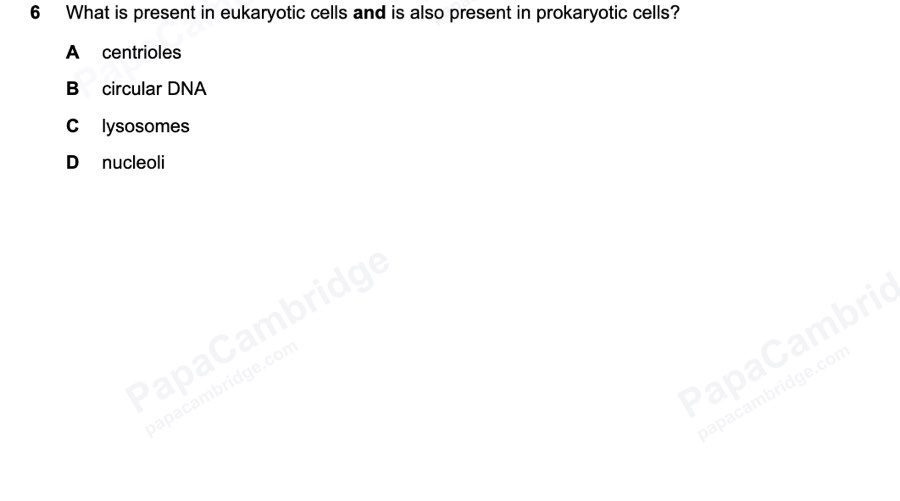 6 What is present in eukaryotic cells and is also present in prokaryotic cells?
A centrioles
B circular DNA
C lysosomes
D nucleoli
PapaCambridge
papacambridge.com
PapaCambrid
papacambridge.com